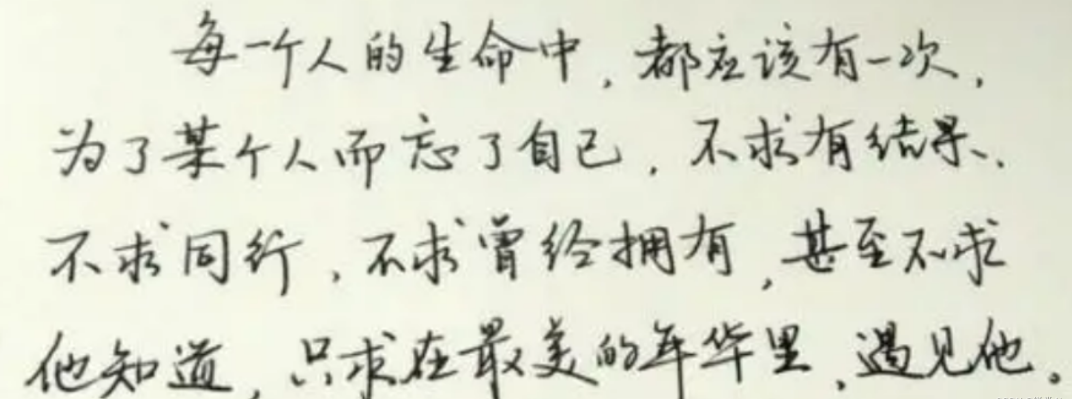 每一个人的生命中，都应该有一次，
为了某个人而忘了自己，不求有结果，
不求同行，不求曾经拥有，甚至不求
他知道，只求在最美的年华里，遇见他。